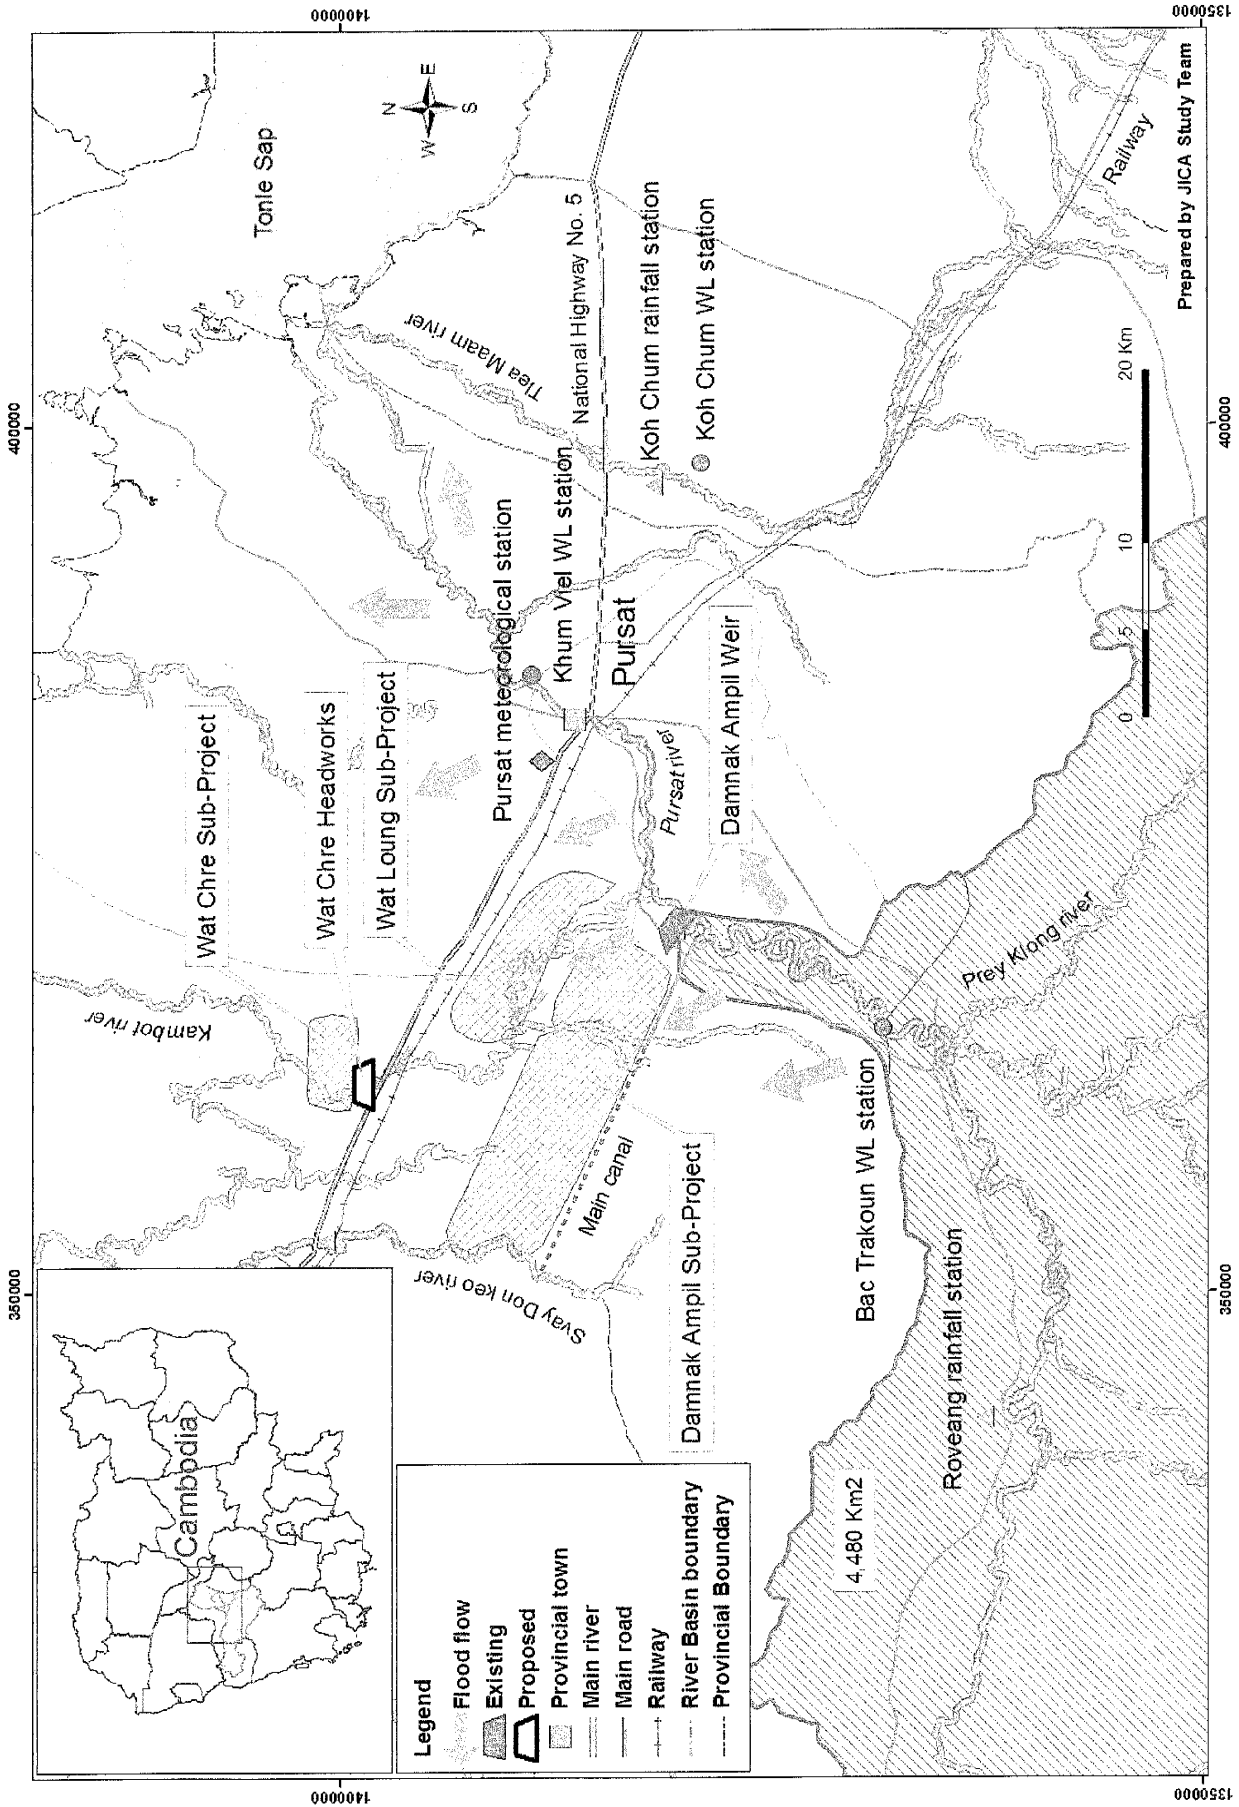 350000
400000
1400000
1400000
Cambodia
Kambot river
Wat Chre Sub-Project
Wat Chre Headworks
Wat Loung Sub-Project
Tonle Sap
N
W
E
S
Tlea Maam river
Svay Don keo river
Pursat meteorological station
Khum Viel WL station
National Highway No. 5
Pursat
Koh Chum rainfall station
Koh Chum WL station
Main canal
Pursat river
Damnak Ampil Weir
Damnak Ampil Sub-Project
Legend
Flood flow
Existing
Proposed
Provincial town
Main river
Main road
Railway
River Basin boundary
Provincial Boundary
Bac Trakoun WL station
Prey Klong river
Roveang rainfall station
4,480 Km2
Railway
0
5
10
20 Km
Prepared by JICA Study Team
1350000
1350000
350000
400000